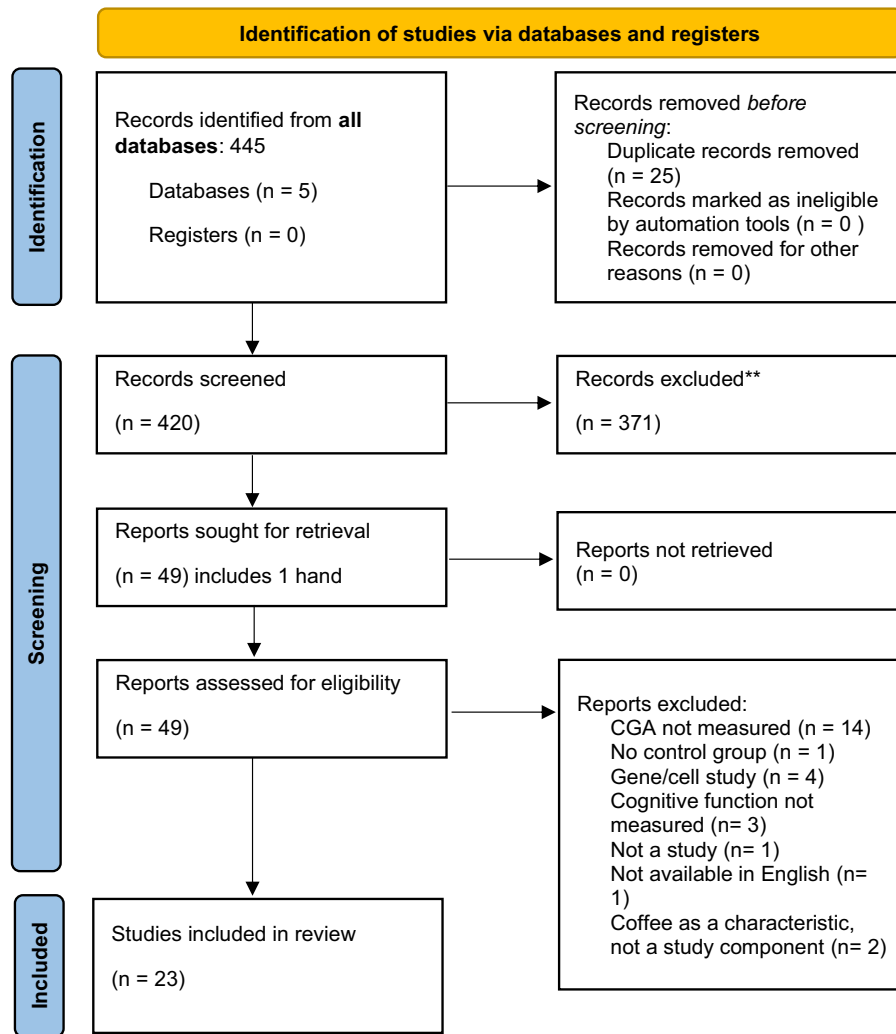 Identification of studies via databases and registers
Identification
Records identified from all
databases: 445
Databases (n = 5)
Registers (n = 0)
Records removed before
screening:
Duplicate records removed
(n = 25)
Records marked as ineligible
by automation tools (n = 0 )
Records removed for other
reasons (n = 0)
Screening
Records screened
(n = 420)
Records excluded**
(n = 371)
Reports sought for retrieval
(n = 49) includes 1 hand
Reports not retrieved
(n = 0)
Reports assessed for eligibility
(n = 49)
Reports excluded:
CGA not measured (n = 14)
No control group (n = 1)
Gene/cell study (n = 4)
Cognitive function not
measured (n= 3)
Not a study (n= 1)
Not available in English (n=
1)
Coffee as a characteristic,
not a study component (n= 2)
Included
Studies included in review
(n = 23)